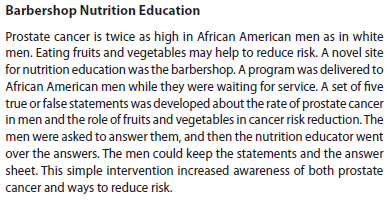 Barbershop Nutrition Education
Prostate cancer is twice as high in African American men as in white
men. Eating fruits and vegetables may help to reduce risk. A novel site
for nutrition education was the barbershop. A program was delivered to
African American men while they were waiting for service. A set of five
true or false statements was developed about the rate of prostate cancer
in men and the role of fruits and vegetables in cancer risk reduction. The
men were asked to answer them, and then the nutrition educator went
over the answers. The men could keep the statements and the answer
sheet. This simple intervention increased awareness of both prostate
cancer and ways to reduce risk.